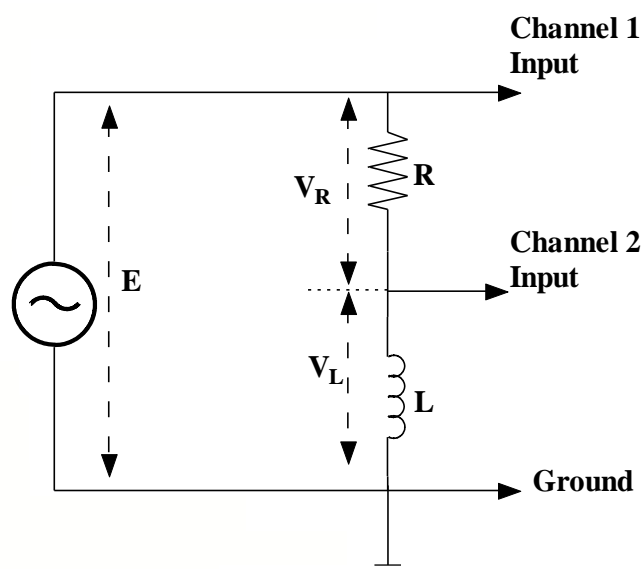 Channel 1
Input
R
V_R
Channel 2
Input
E
V_L
L
Ground